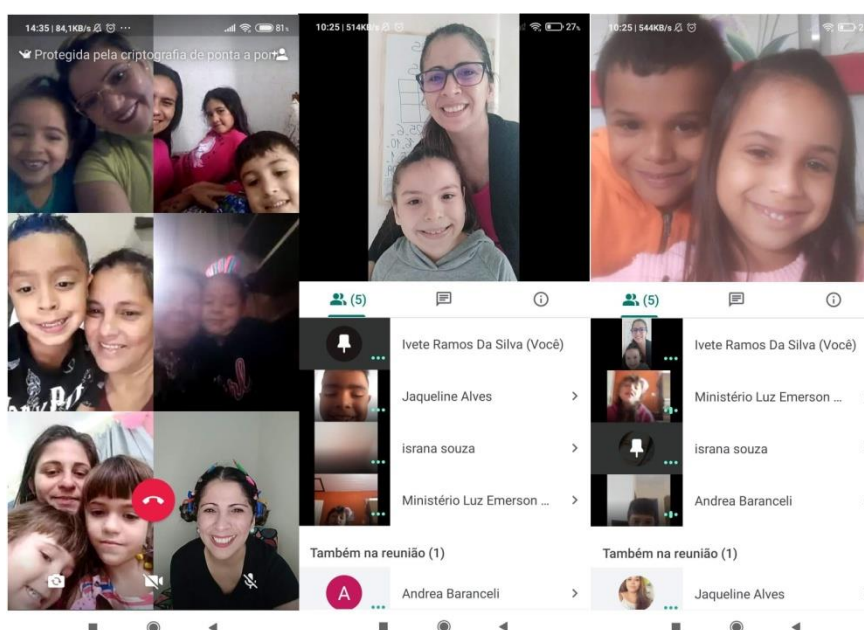 14:35 | 84,1KB/s
81%
Protegida pela criptografia de ponta a pont
10:25 | 514KB/s
27%
(5)
Ivete Ramos Da Silva (Você)
Jaqueline Alves
israna souza
Ministério Luz Emerson ...
Também na reunião (1)
A
Andrea Baranceli
10:25 | 544KB/s
(5)
Ivete Ramos Da Silva (Você)
Ministério Luz Emerson ...
israna souza
Andrea Baranceli
Também na reunião (1)
Jaqueline Alves